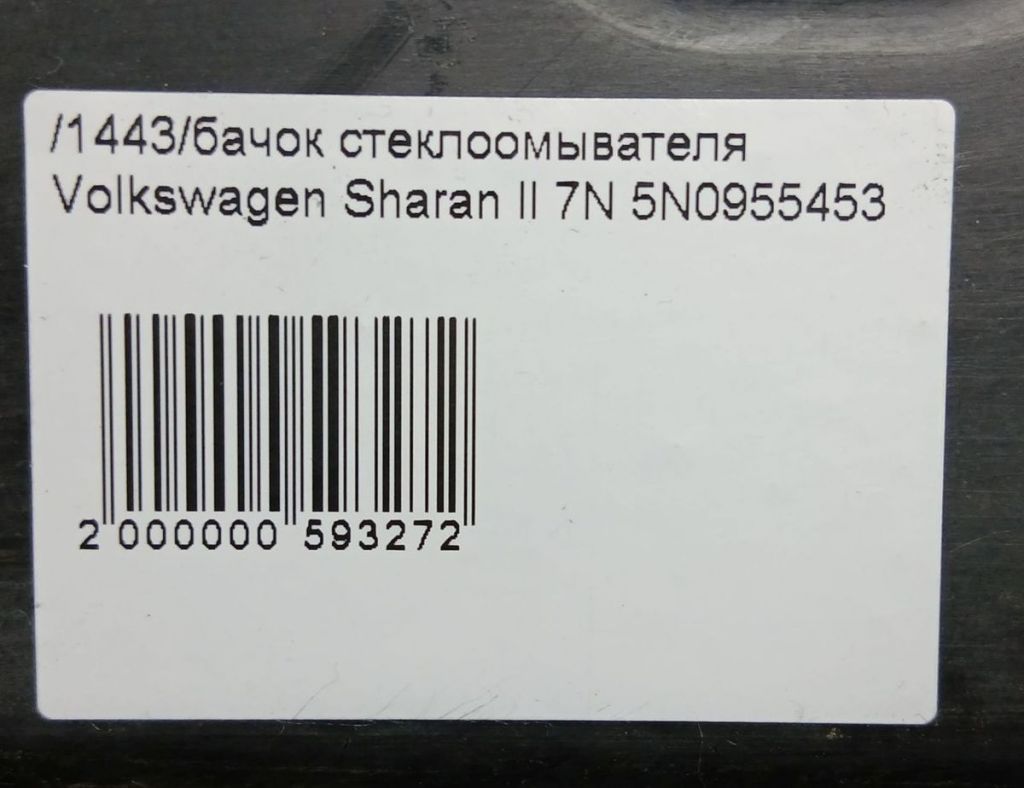 /1443/бачок стеклоомывателя
Volkswagen Sharan II 7N 5N0955453
2 000000 593272